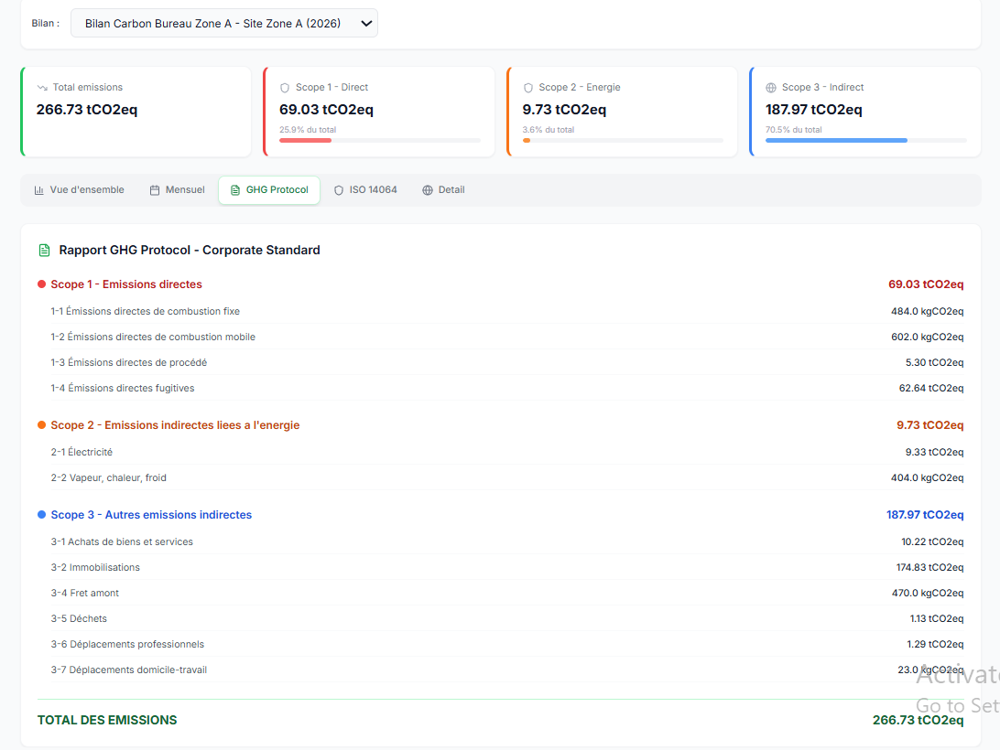 Bilan :
Bilan Carbon Bureau Zone A - Site Zone A (2026)
Total emissions
266.73 tCO2eq
Scope 1 - Direct
69.03 tCO2eq
25.9% du total
Scope 2 - Energie
9.73 tCO2eq
3.6% du total
Scope 3 - Indirect
187.97 tCO2eq
70.5% du total
Vue d'ensemble Mensuel GHG Protocol ISO 14064 Detail
Rapport GHG Protocol - Corporate Standard
Scope 1 - Emissions directes 69.03 tCO2eq
1-1 Émissions directes de combustion fixe 484.0 kgCO2eq
1-2 Émissions directes de combustion mobile 602.0 kgCO2eq
1-3 Émissions directes de procédé 5.30 tCO2eq
1-4 Émissions directes fugitives 62.64 tCO2eq
Scope 2 - Emissions indirectes liees a l'energie 9.73 tCO2eq
2-1 Électricité 9.33 tCO2eq
2-2 Vapeur, chaleur, froid 404.0 kgCO2eq
Scope 3 - Autres emissions indirectes 187.97 tCO2eq
3-1 Achats de biens et services 10.22 tCO2eq
3-2 Immobilisations 174.83 tCO2eq
3-4 Fret amont 470.0 kgCO2eq
3-5 Déchets 1.13 tCO2eq
3-6 Déplacements professionnels 1.29 tCO2eq
3-7 Déplacements domicile-travail 23.0 kgCO2eq
Activat
Go to Set
TOTAL DES EMISSIONS 266.73 tCO2eq